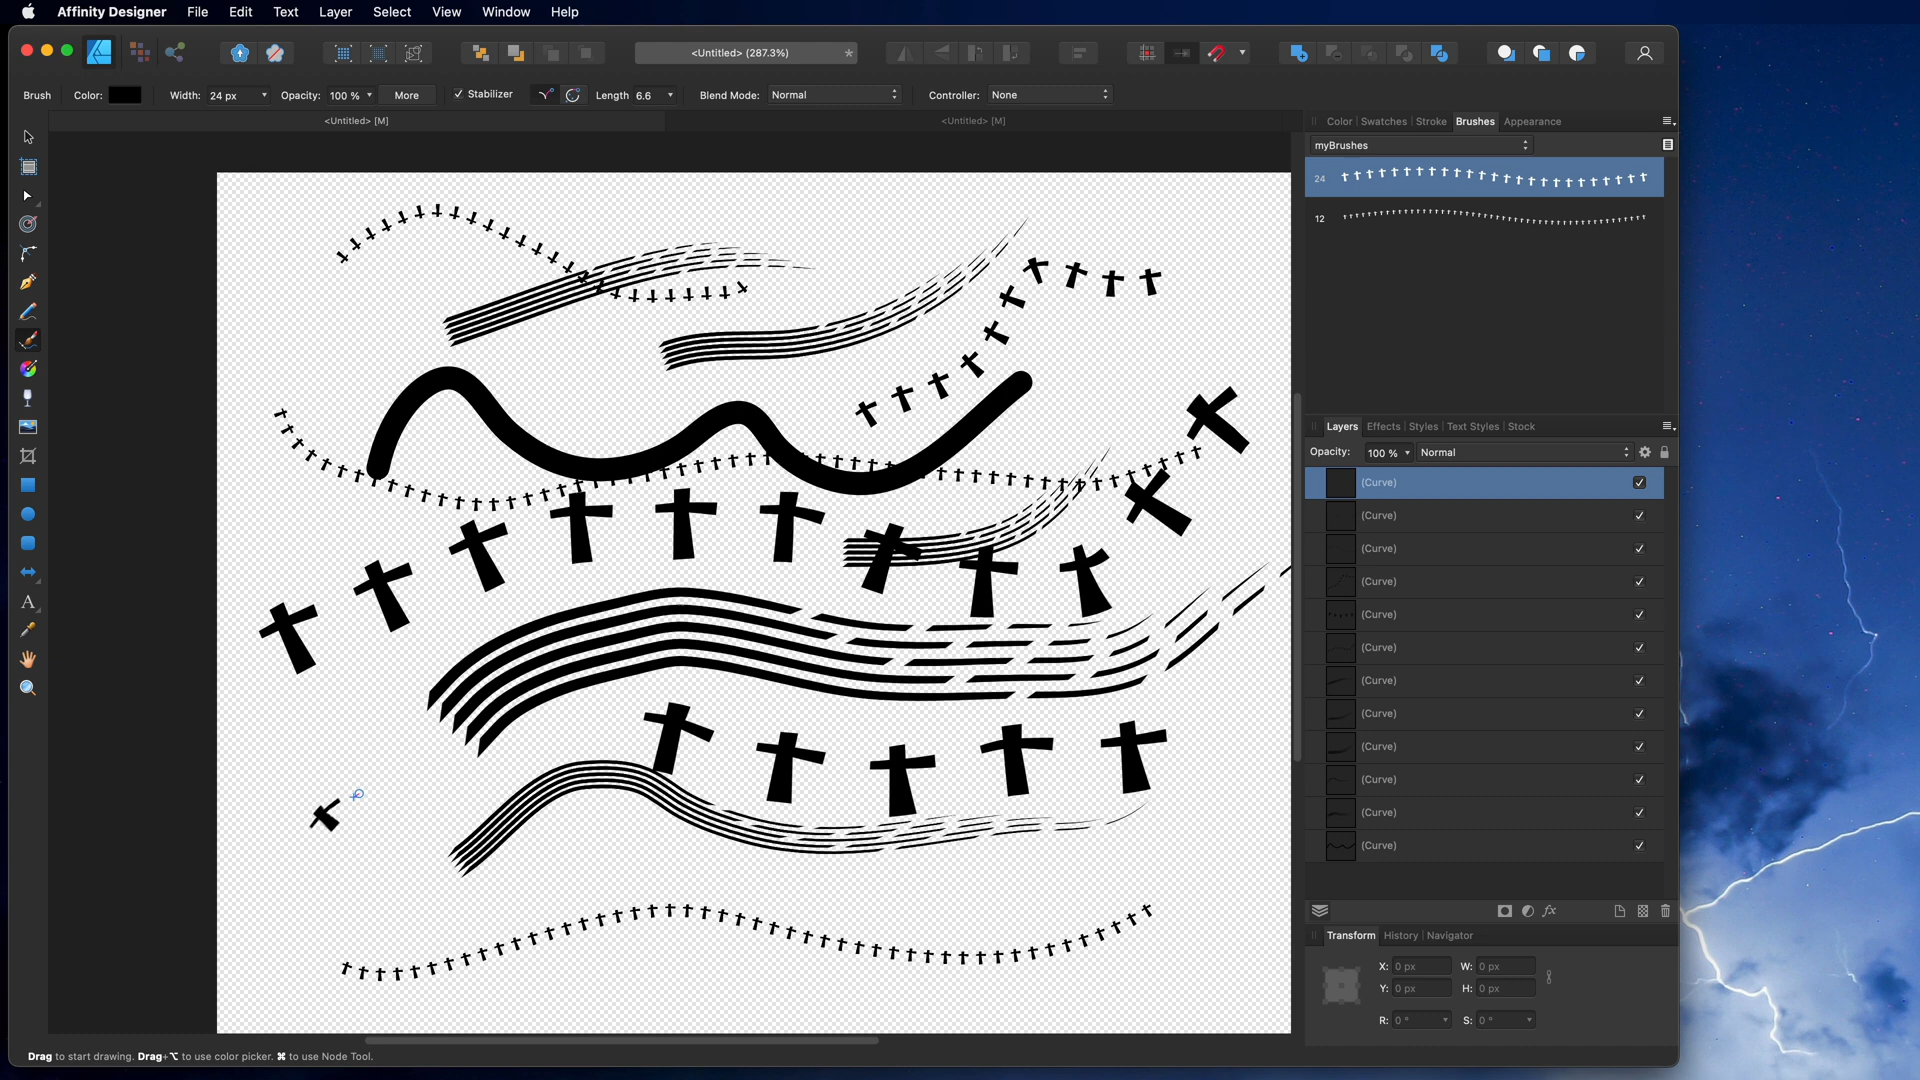 Affinity Designer File Edit Text Layer Select View Window Help
<Untitled> (287.3%)
Brush Color: Width: 24 px Opacity: 100 % More Stabilizer Length 6.6 Blend Mode: Normal Controller: None
<Untitled> [M] <Untitled> [M]
Color Swatches Stroke Brushes Appearance
myBrushes
24
12
Layers Effects Styles Text Styles Stock
Opacity: 100 % Normal
(Curve)
(Curve)
(Curve)
(Curve)
(Curve)
(Curve)
(Curve)
(Curve)
(Curve)
(Curve)
(Curve)
(Curve)
fx
Transform History Navigator
X: 0 px W: 0 px
Y: 0 px H: 0 px
R: 0 ° S: 0 °
A
Drag to start drawing. Drag+⌥ to use color picker. ⌘ to use Node Tool.